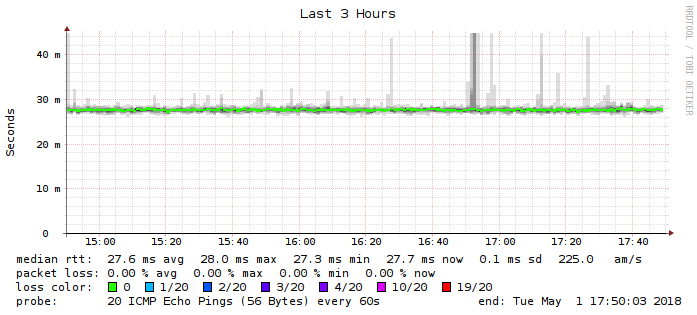 Last 3 Hours
RRDTOOL / TOBI OETIKER
Seconds
40 m
30 m
20 m
10 m
0
15:00 15:20 15:40 16:00 16:20 16:40 17:00 17:20 17:40
median rtt: 27.6 ms avg 28.0 ms max 27.3 ms min 27.7 ms now 0.1 ms sd 225.0 am/s
packet loss: 0.00 % avg 0.00 % max 0.00 % min 0.00 % now
loss color: 0 1/20 2/20 3/20 4/20 10/20 19/20
probe: 20 ICMP Echo Pings (56 Bytes) every 60s end: Tue May 1 17:50:03 2018